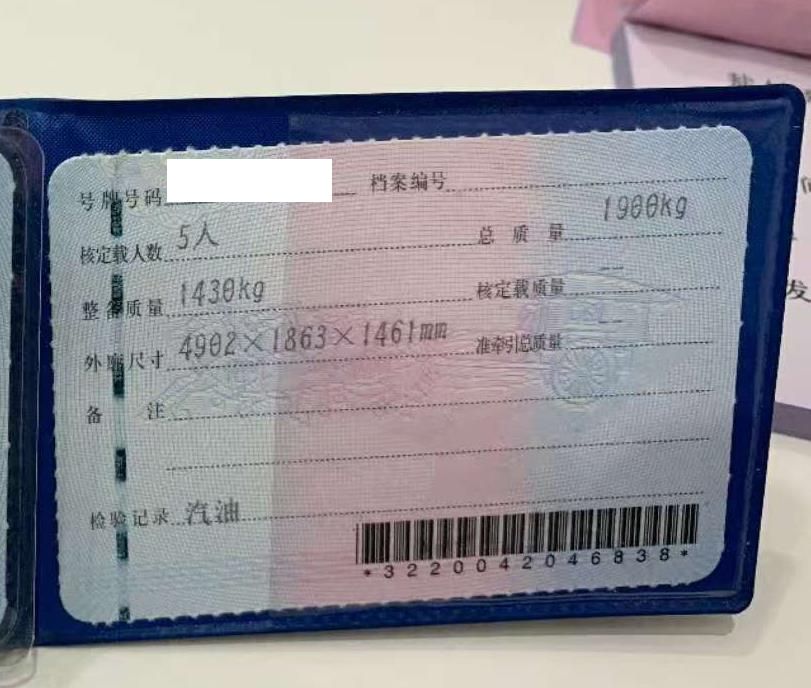 号牌号码 档案编号
核定载人数 5人 总质量 1900kg
整备质量 1430kg 核定载质量 --
外廓尺寸 4902×1863×1461mm 准牵引总质量 --
备注
检验记录 汽油
*3220042046838*
发